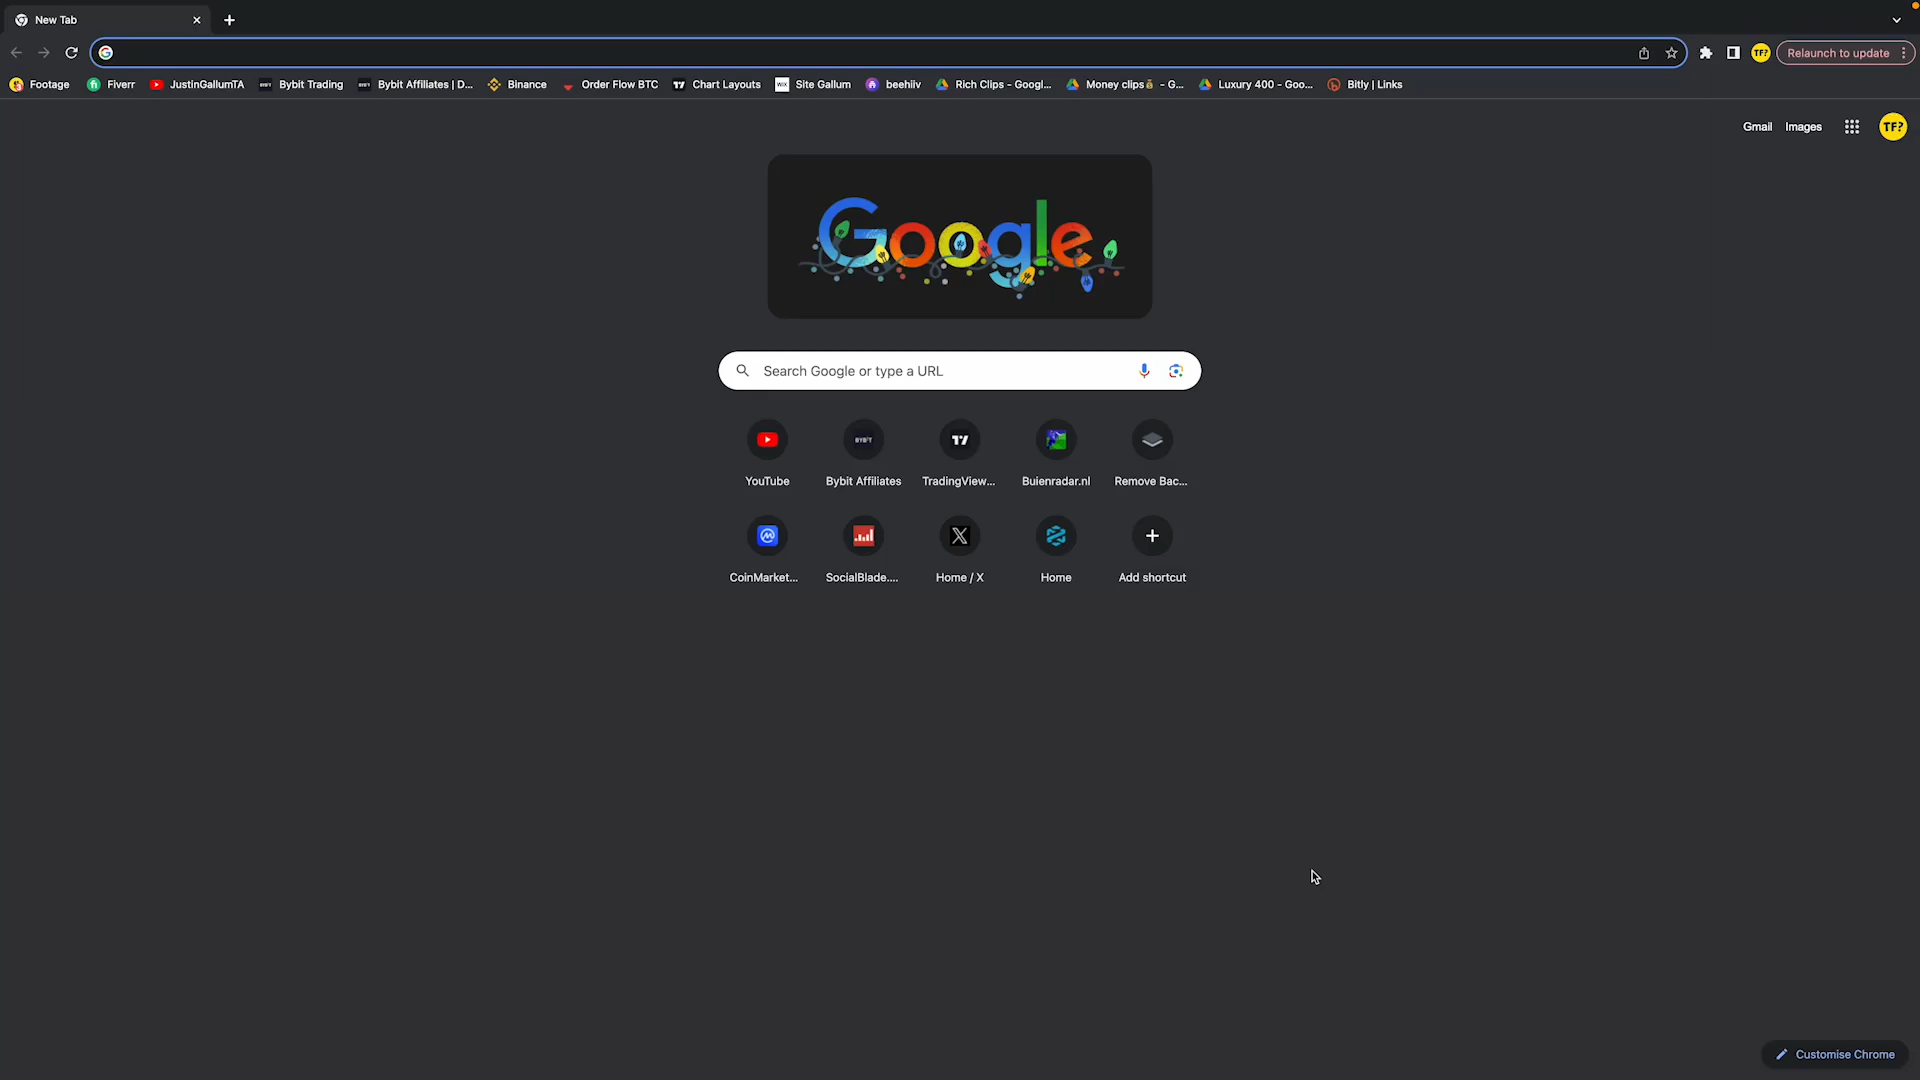 New Tab
Relaunch to update
Footage Fiverr JustinGallumTA Bybit Trading Bybit Affiliates | D... Binance Order Flow BTC Chart Layouts Site Gallum beehiiv Rich Clips - Googl... Money clips💰 - G... Luxury 400 - Goo... Bitly | Links
Gmail Images TF?
Google
Search Google or type a URL
YouTube Bybit Affiliates TradingView... Buienradar.nl Remove Bac...
CoinMarket... SocialBlade.... Home / X Home Add shortcut
Customise Chrome